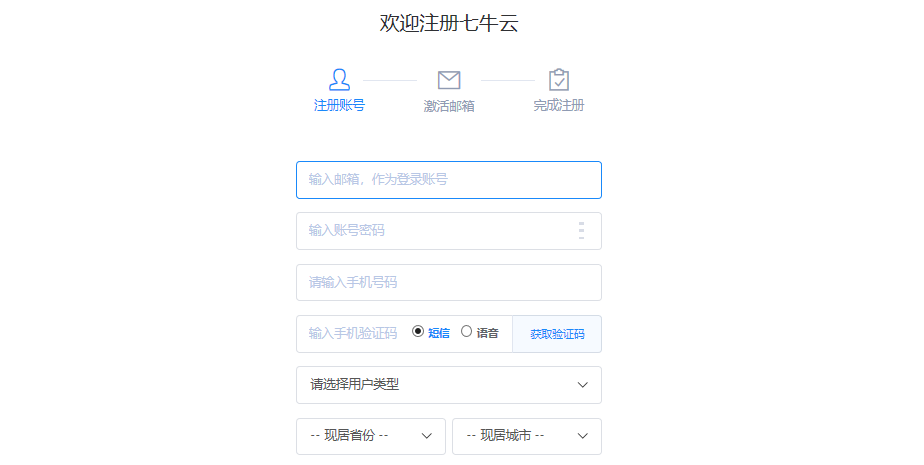 欢迎注册七牛云
注册账号 激活邮箱 完成注册
输入邮箱，作为登录账号
输入账号密码
请输入手机号码
输入手机验证码 短信 语音 获取验证码
请选择用户类型
-- 现居省份 -- -- 现居城市 --